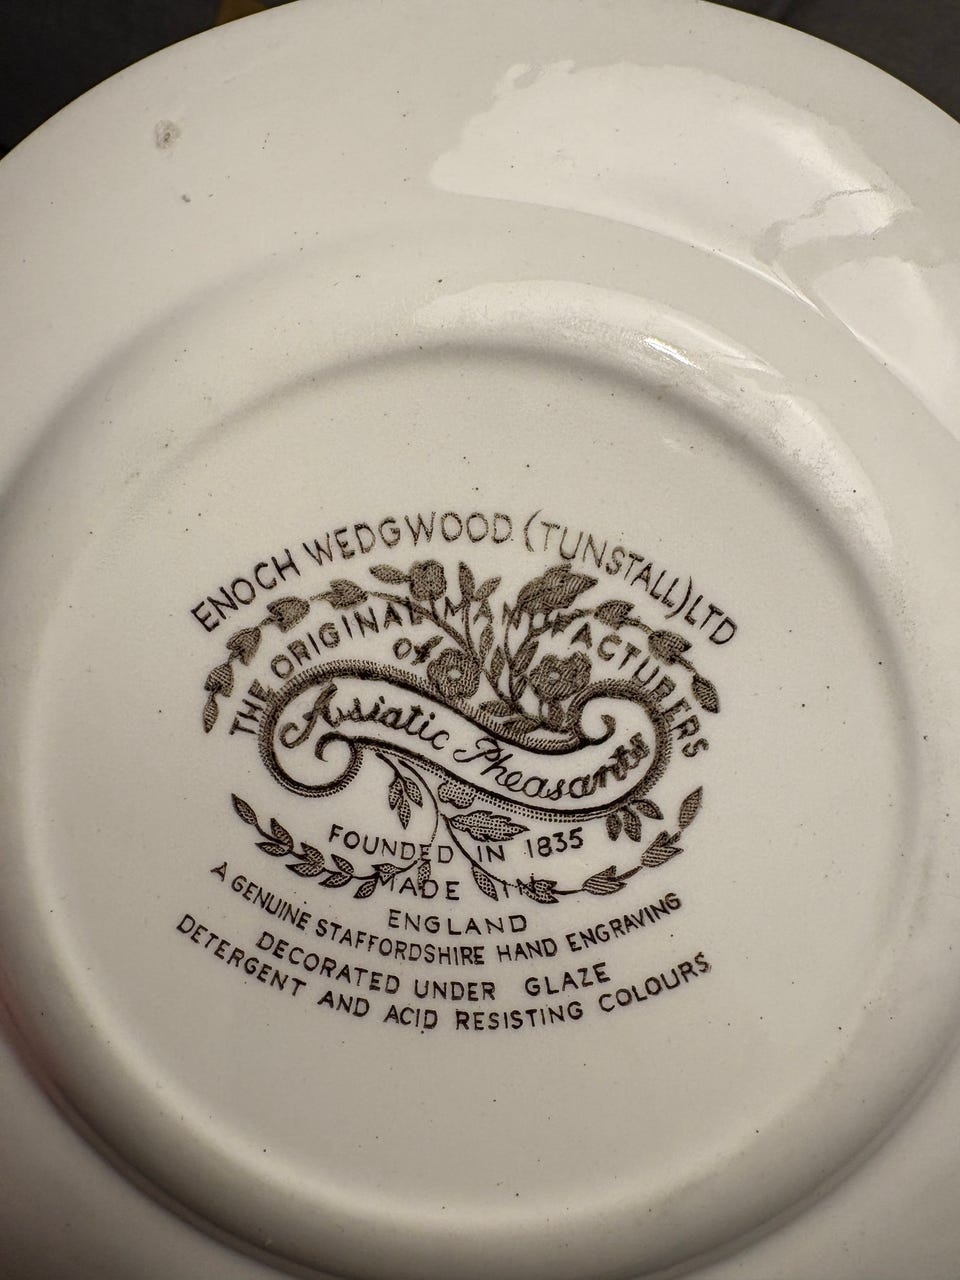 ENOCH WEDGWOOD (TUNSTALL) LTD
THE ORIGINAL MANUFACTURERS
OF
Asiatic Pheasants
FOUNDED IN 1835
MADE IN
ENGLAND
A GENUINE STAFFORDSHIRE HAND ENGRAVING
DECORATED UNDER GLAZE
DETERGENT AND ACID RESISTING COLOURS